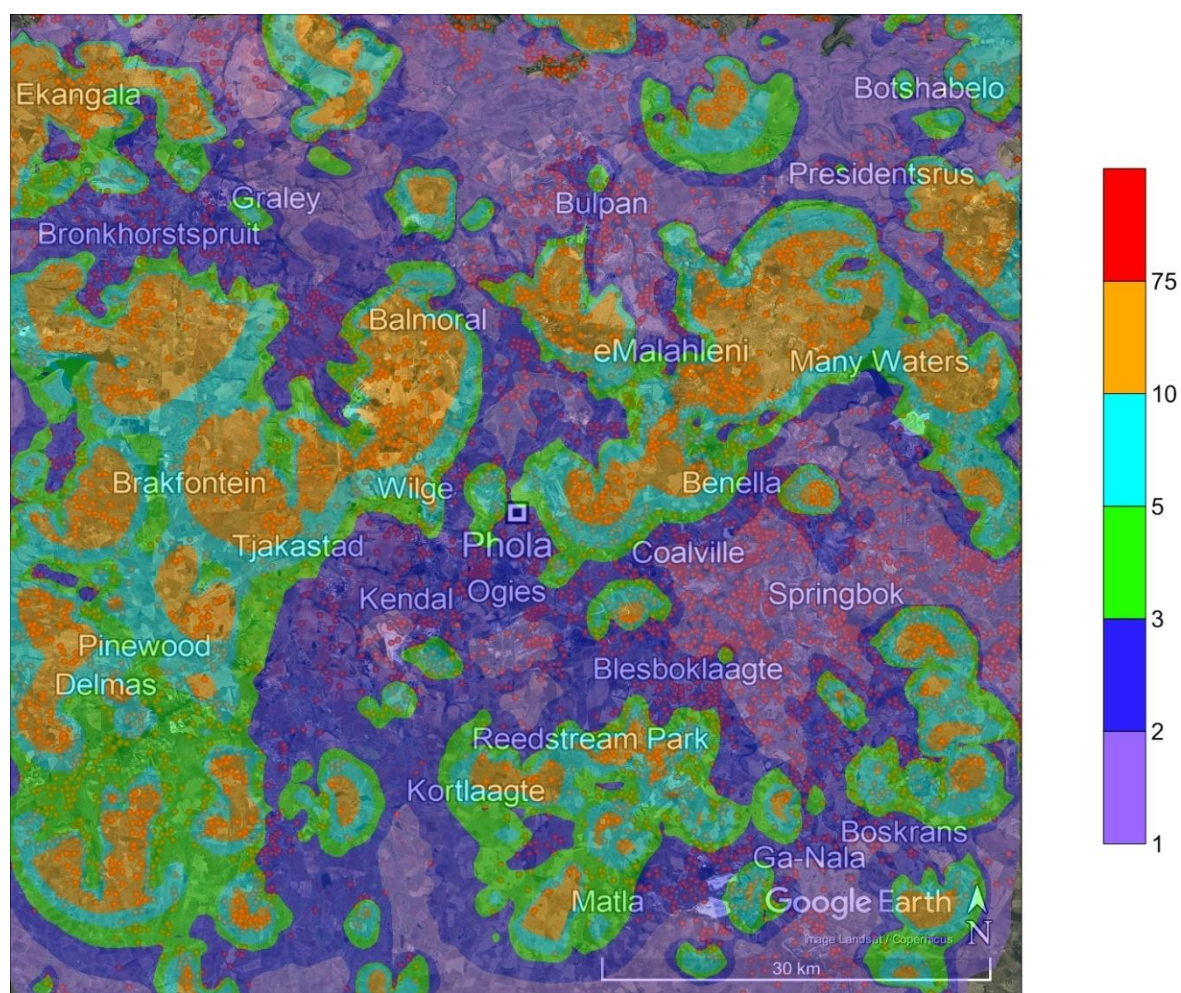 Ekangala
Botshabelo
Presidentsrus
Graley
Bulpan
Bronkhorstspruit
75
Balmoral
eMalahleni
Many Waters
10
Brakfontein
Wilge
Benella
5
Tjakastad
Phola
Coalville
Kendal
Ogies
Springbok
3
Pinewood
Blesboklaagte
Delmas
2
Reedstream Park
Kortlaagte
Boskrans
1
Ga-Nala
Matla
Google Earth
N
Image Landsat / Copernicus
30 km